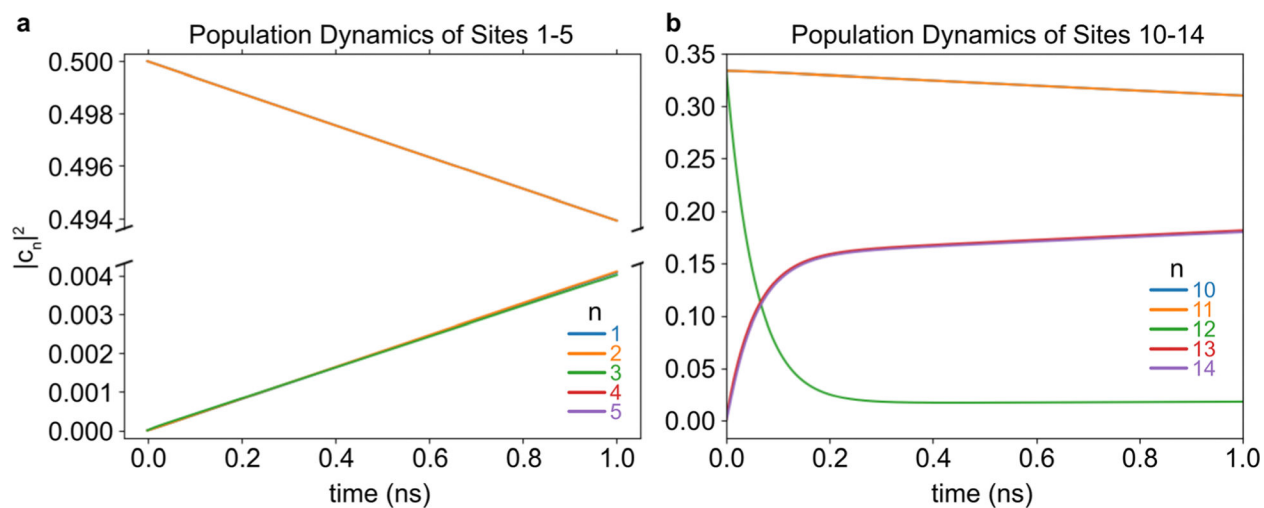 a
Population Dynamics of Sites 1-5
0.500
0.498
0.496
0.494
0.004
0.003
0.002
0.001
0.000
|cₙ|²
n
1
2
3
4
5
0.0 0.2 0.4 0.6 0.8 1.0
time (ns)
b
Population Dynamics of Sites 10-14
0.35
0.30
0.25
0.20
0.15
0.10
0.05
0.00
n
10
11
12
13
14
0.0 0.2 0.4 0.6 0.8 1.0
time (ns)